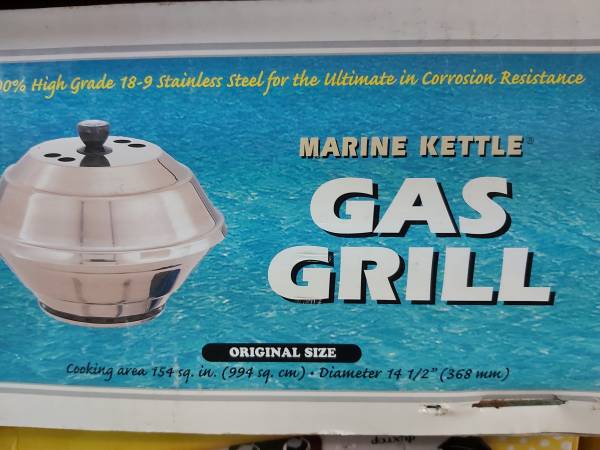 00% High Grade 18-9 Stainless Steel for the Ultimate in Corrosion Resistance
MARINE KETTLE®
GAS
GRILL
ORIGINAL SIZE
Cooking area 154 sq. in. (994 sq. cm) • Diameter 14 1/2" (368 mm)